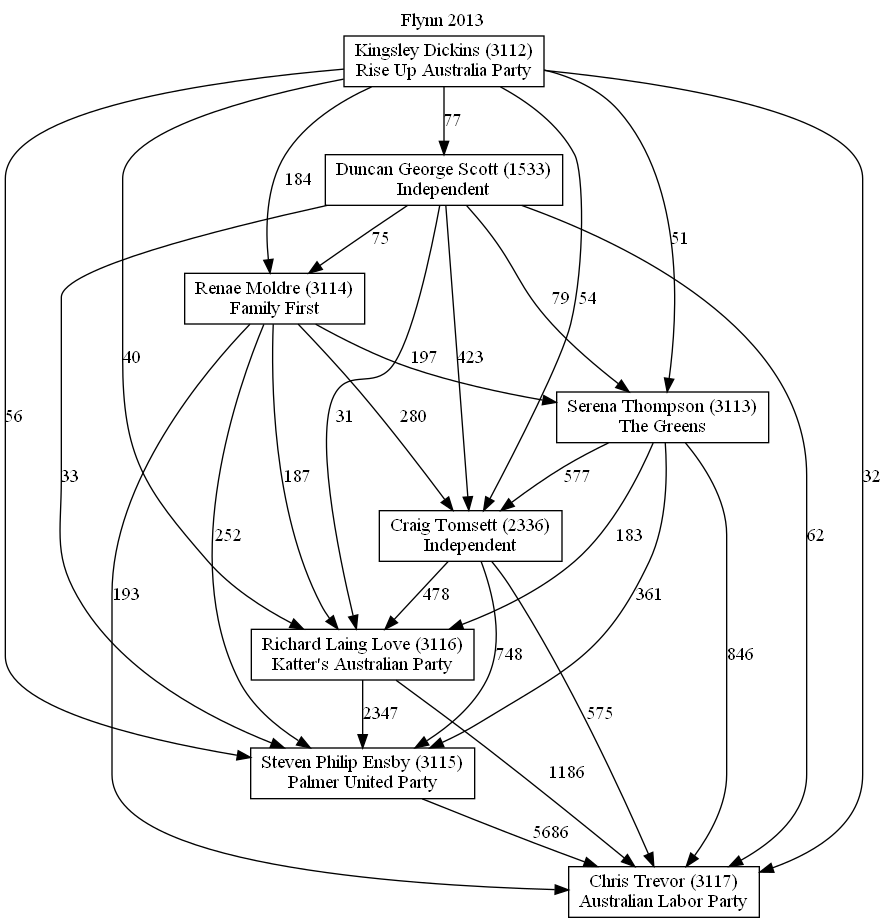 Flynn 2013
Kingsley Dickins (3112)
Rise Up Australia Party
77
Duncan George Scott (1533)
Independent
184
75
51
Renae Moldre (3114)
Family First
79
54
40
197
423
Serena Thompson (3113)
The Greens
56
33
31
280
187
577
32
Craig Tomsett (2336)
Independent
252
183
62
193
478
361
Richard Laing Love (3116)
Katter's Australian Party
748
846
2347
575
Steven Philip Ensby (3115)
Palmer United Party
1186
5686
Chris Trevor (3117)
Australian Labor Party